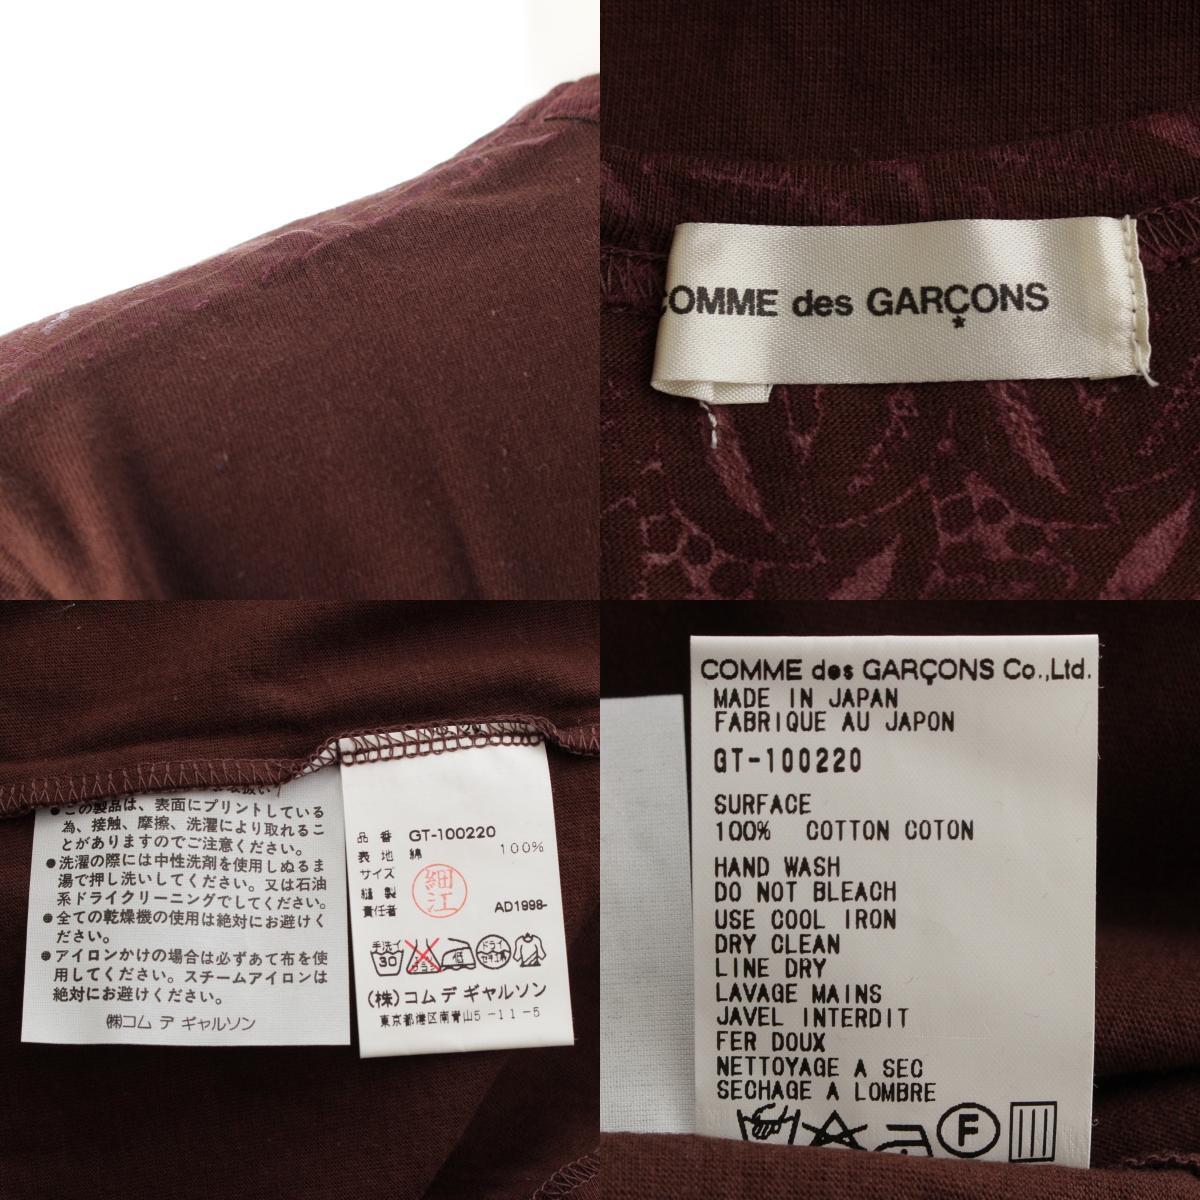 COMME des GARÇONS
●この製品は、表面にプリントしている
為、接触、摩擦、洗濯により取れるこ
とがありますのでご注意ください。
●洗濯の際には中性洗剤を使用しぬるま
湯で押し洗いしてください。又は石油
系ドライクリーニングでしてください。
●全ての乾燥機の使用は絶対にお避けく
ださい。
●アイロンかけの場合は必ずあて布を使
用してください。スチームアイロンは
絶対にお避けください。
㈱コム デ ギャルソン
品番 GT-100220
表地 綿 100%
サイズ
縫製
責任者
細江
AD1998-
手洗イ
30
低
ドライ
セキユ系
(株)コム デ ギャルソン
東京都港区南青山5-11-5
COMME des GARÇONS Co.,Ltd.
MADE IN JAPAN
FABRIQUE AU JAPON
GT-100220
SURFACE
100% COTTON COTON
HAND WASH
DO NOT BLEACH
USE COOL IRON
DRY CLEAN
LINE DRY
LAVAGE MAINS
JAVEL INTERDIT
FER DOUX
NETTOYAGE A SEC
SECHAGE A LOMBRE
F